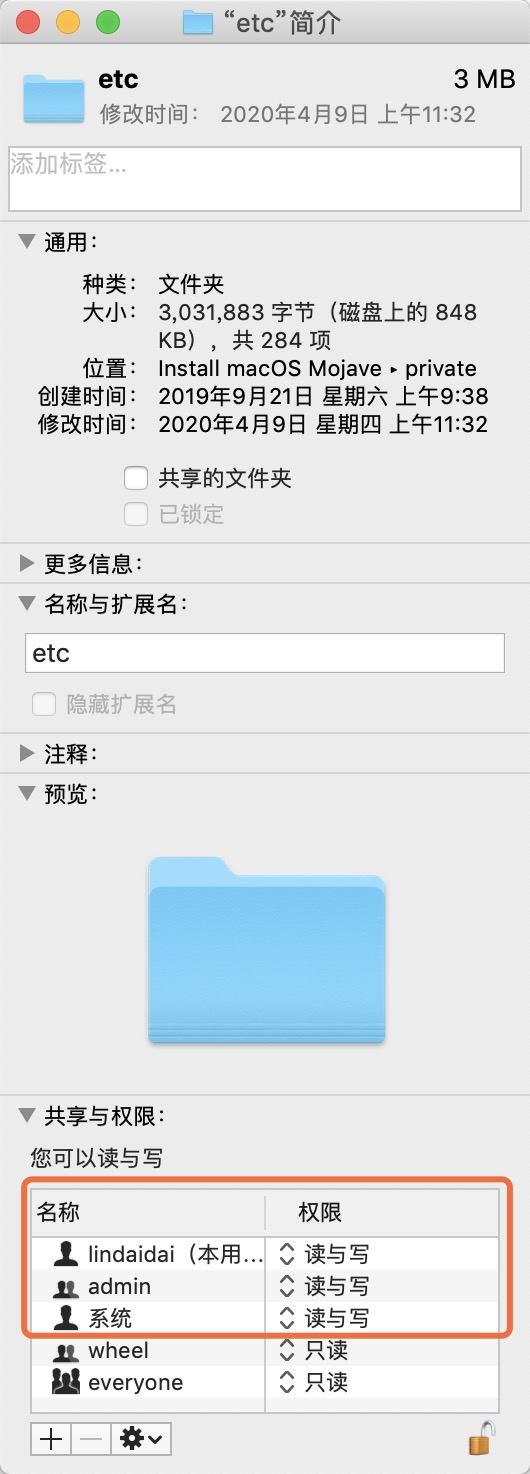 “etc”简介
etc 3 MB
修改时间： 2020年4月9日 上午11:32
添加标签...
通用：
种类： 文件夹
大小： 3,031,883 字节（磁盘上的 848
KB），共 284 项
位置： Install macOS Mojave ▸ private
创建时间： 2019年9月21日 星期六 上午9:38
修改时间： 2020年4月9日 星期四 上午11:32
共享的文件夹
已锁定
更多信息：
名称与扩展名：
etc
隐藏扩展名
注释：
预览：
共享与权限：
您可以读与写
名称 权限
lindaidai（本用... 读与写
admin 读与写
系统 读与写
wheel 只读
everyone 只读